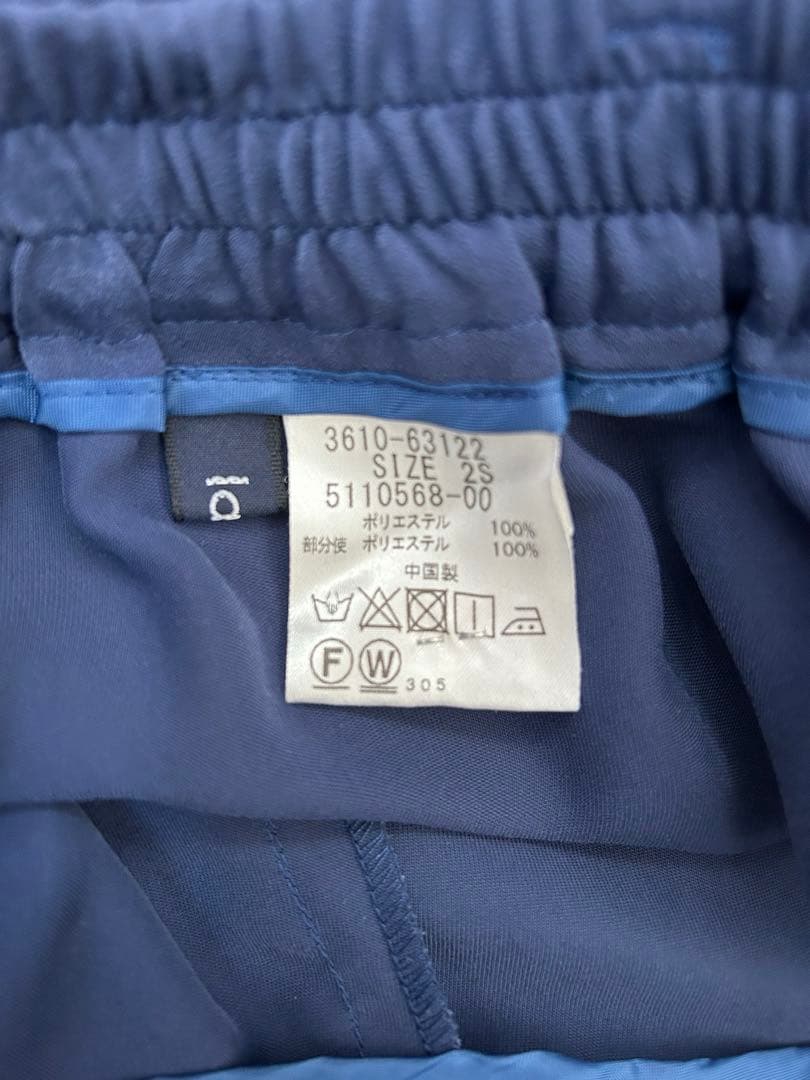 3610-63122
SIZE 2S
5110568-00
ポリエステル 100%
部分使 ポリエステル 100%
中国製
F W 305